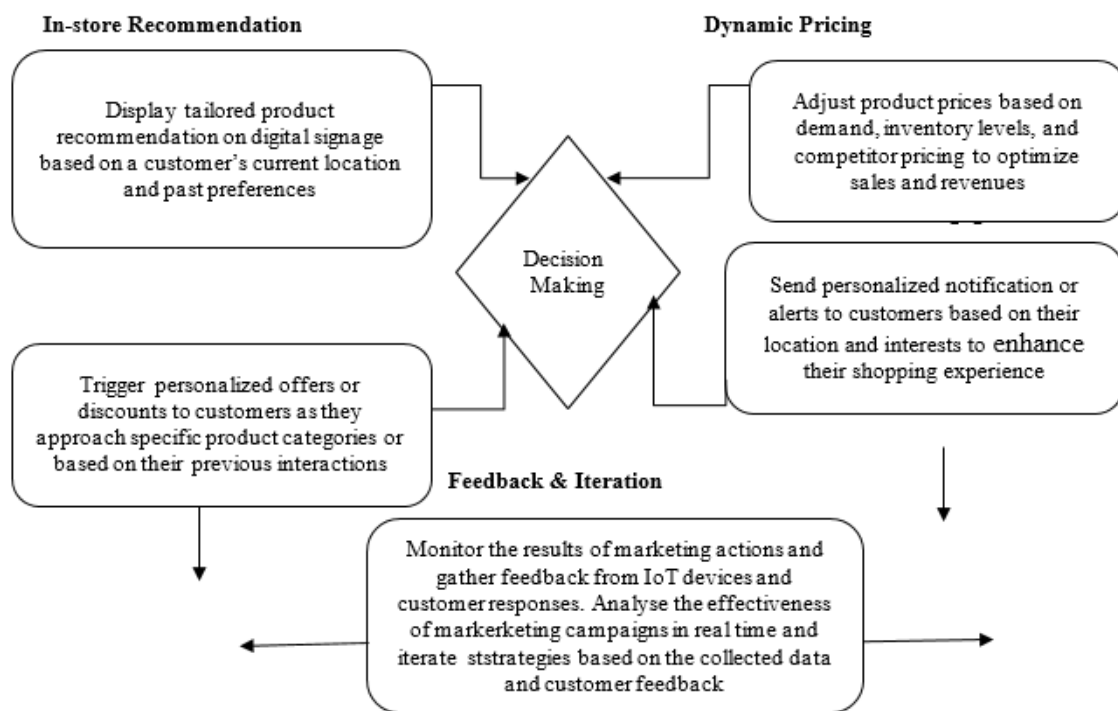 In-store Recommendation
Dynamic Pricing
Display tailored product
recommendation on digital signage
based on a customer's current location
and past preferences
Adjust product prices based on
demand, inventory levels, and
competitor pricing to optimize
sales and revenues
Decision
Making
Send personalized notification or
alerts to customers based on their
location and interests to enhance
their shopping experience
Trigger personalized offers or
discounts to customers as they
approach specific product categories or
based on their previous interactions
Feedback & Iteration
Monitor the results of marketing actions and
gather feedback from IoT devices and
customer responses. Analyse the effectiveness
of markerketing campaigns in real time and
iterate ststrategies based on the collected data
and customer feedback